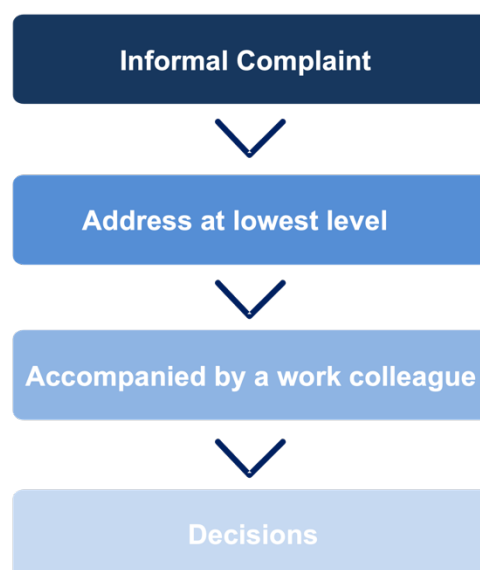 Informal Complaint
Address at lowest level
Accompanied by a work colleague
Decisions